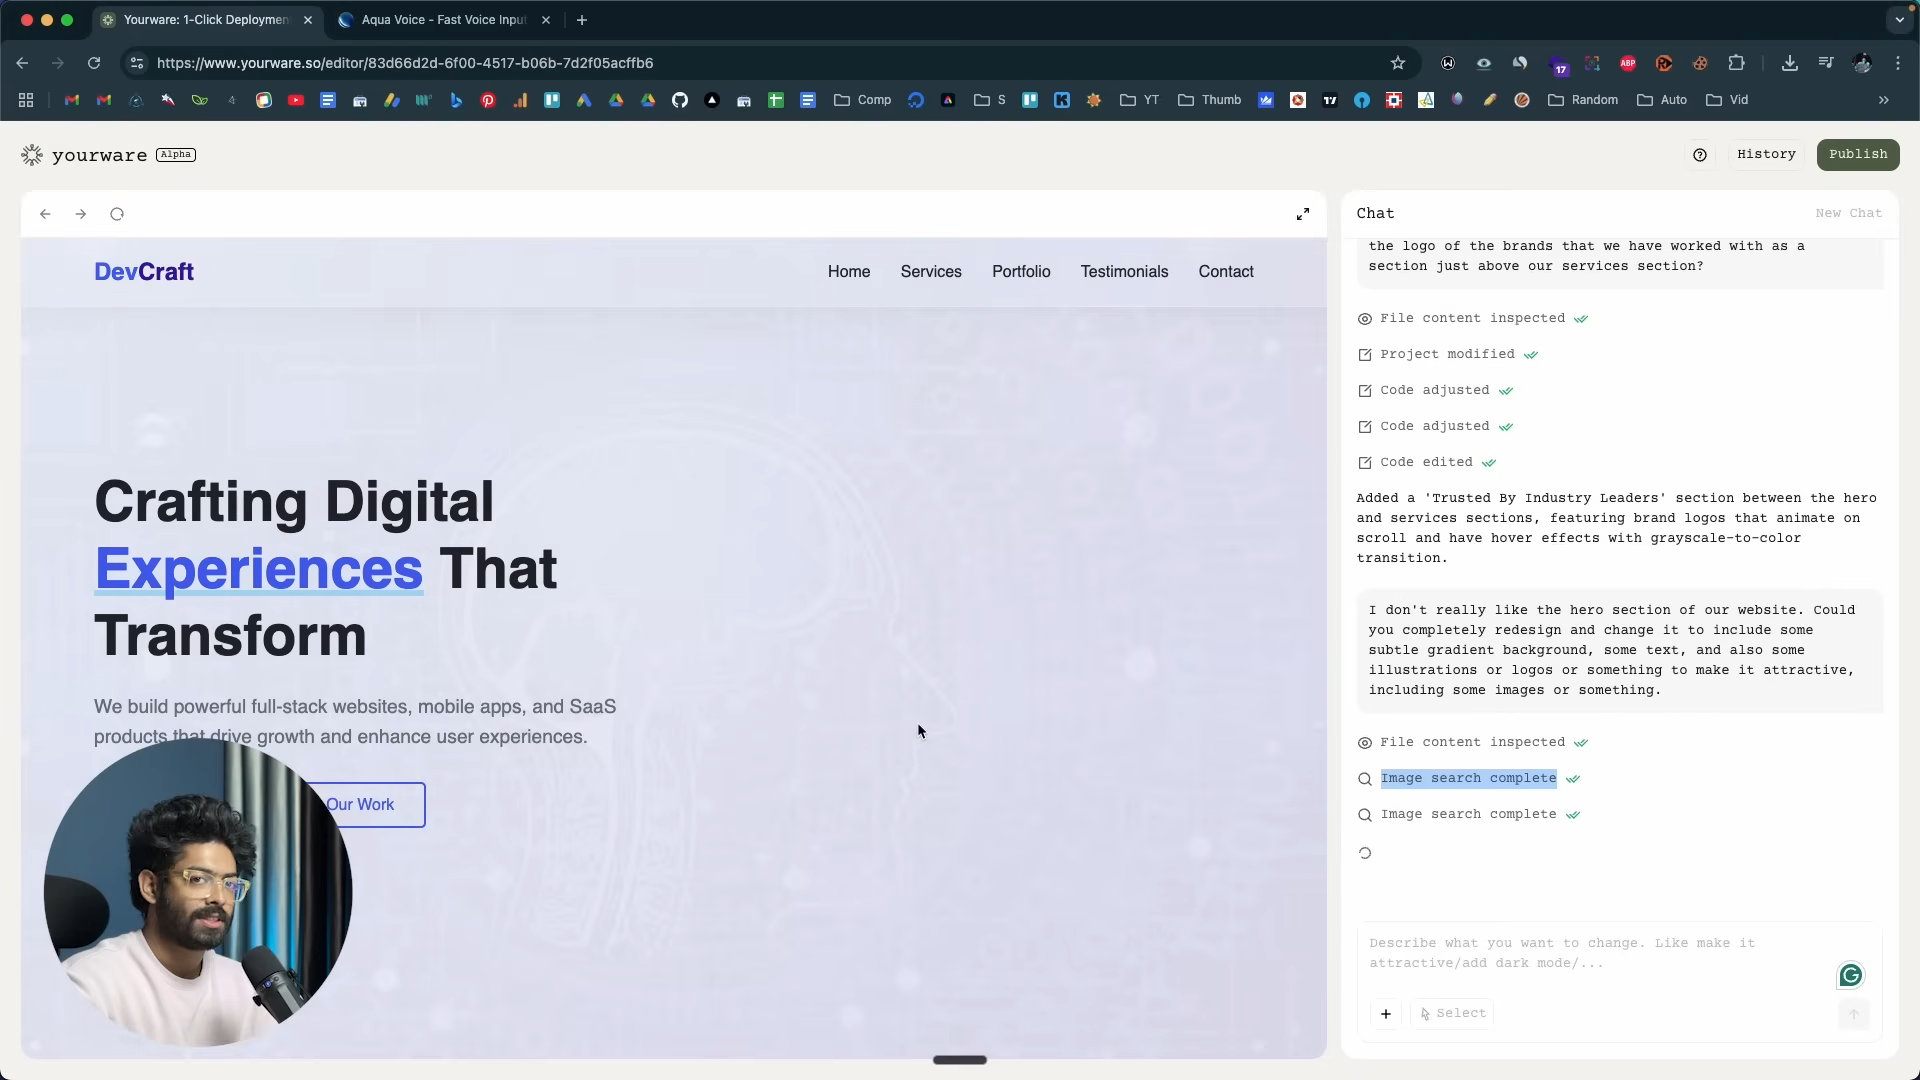 Yourware: 1-Click Deploymen
Aqua Voice - Fast Voice Input
https://www.yourware.so/editor/83d66d2d-6f00-4517-b06b-7d2f05acffb6
17
ABP
Comp
S
YT
Thumb
Random
Auto
Vid
yourware
Alpha
History
Publish
DevCraft
Home
Services
Portfolio
Testimonials
Contact
Crafting Digital
Experiences That
Transform
We build powerful full-stack websites, mobile apps, and SaaS
products that drive growth and enhance user experiences.
Our Work
Chat
New Chat
the logo of the brands that we have worked with as a
section just above our services section?
File content inspected
Project modified
Code adjusted
Code adjusted
Code edited
Added a 'Trusted By Industry Leaders' section between the hero
and services sections, featuring brand logos that animate on
scroll and have hover effects with grayscale-to-color
transition.
I don't really like the hero section of our website. Could
you completely redesign and change it to include some
subtle gradient background, some text, and also some
illustrations or logos or something to make it attractive,
including some images or something.
File content inspected
Image search complete
Image search complete
Describe what you want to change. Like make it
attractive/add dark mode/...
Select